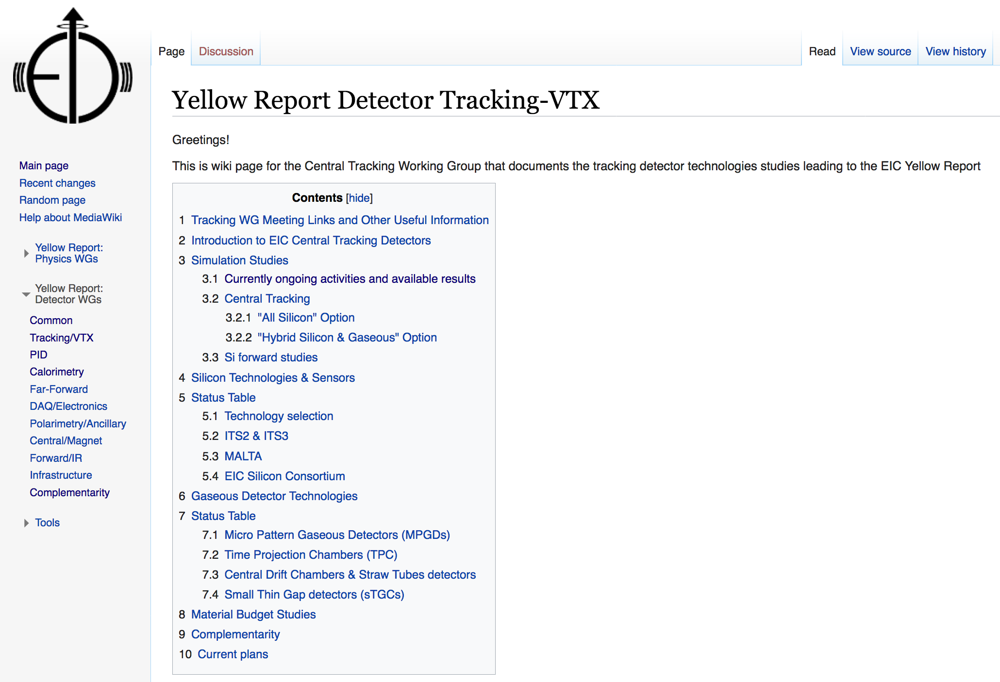 Page
Discussion
Read
View source
View history
Yellow Report Detector Tracking-VTX
Greetings!
This is wiki page for the Central Tracking Working Group that documents the tracking detector technologies studies leading to the EIC Yellow Report
Main page
Recent changes
Random page
Help about MediaWiki
Yellow Report:
Physics WGs
Yellow Report:
Detector WGs
Common
Tracking/VTX
PID
Calorimetry
Far-Forward
DAQ/Electronics
Polarimetry/Ancillary
Central/Magnet
Forward/IR
Infrastructure
Complementarity
Tools
Contents [hide]
1 Tracking WG Meeting Links and Other Useful Information
2 Introduction to EIC Central Tracking Detectors
3 Simulation Studies
3.1 Currently ongoing activities and available results
3.2 Central Tracking
3.2.1 "All Silicon" Option
3.2.2 "Hybrid Silicon & Gaseous" Option
3.3 Si forward studies
4 Silicon Technologies & Sensors
5 Status Table
5.1 Technology selection
5.2 ITS2 & ITS3
5.3 MALTA
5.4 EIC Silicon Consortium
6 Gaseous Detector Technologies
7 Status Table
7.1 Micro Pattern Gaseous Detectors (MPGDs)
7.2 Time Projection Chambers (TPC)
7.3 Central Drift Chambers & Straw Tubes detectors
7.4 Small Thin Gap detectors (sTGCs)
8 Material Budget Studies
9 Complementarity
10 Current plans